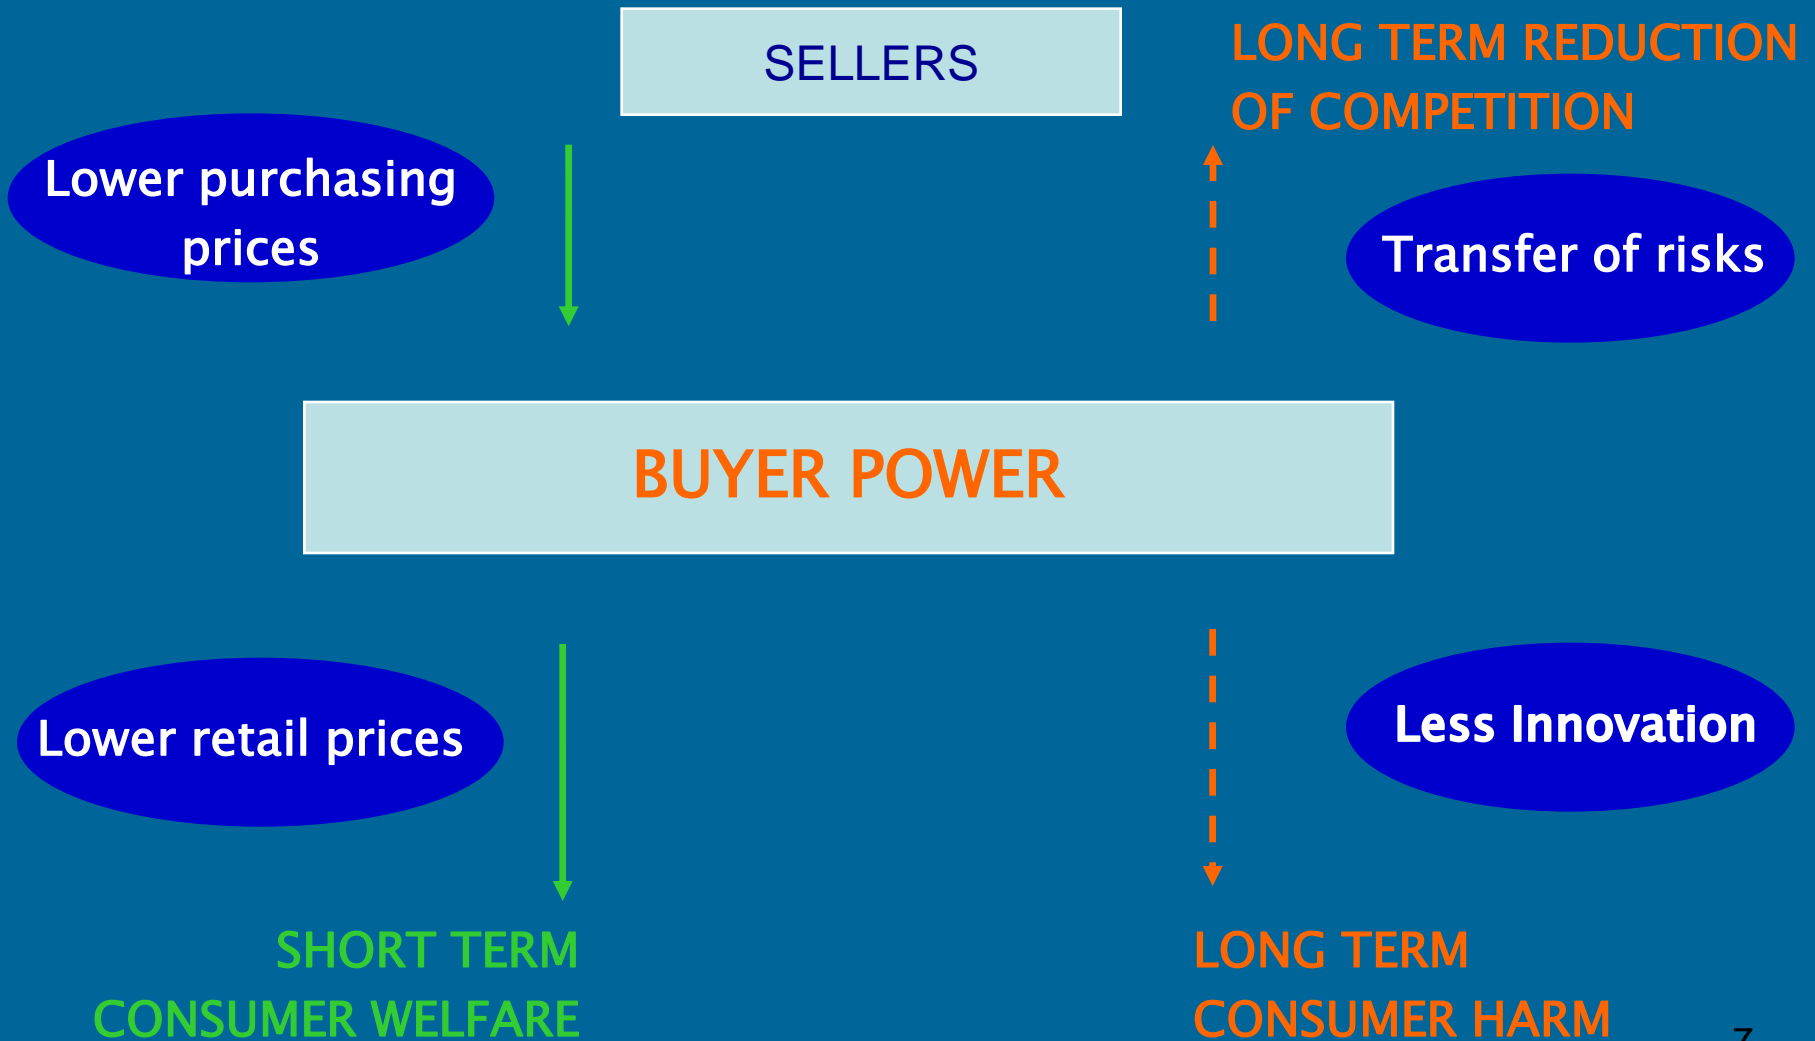 SELLERS
LONG TERM REDUCTION
OF COMPETITION
Lower purchasing
prices
Transfer of risks
BUYER POWER
Lower retail prices
Less Innovation
SHORT TERM
CONSUMER WELFARE
LONG TERM
CONSUMER HARM
7